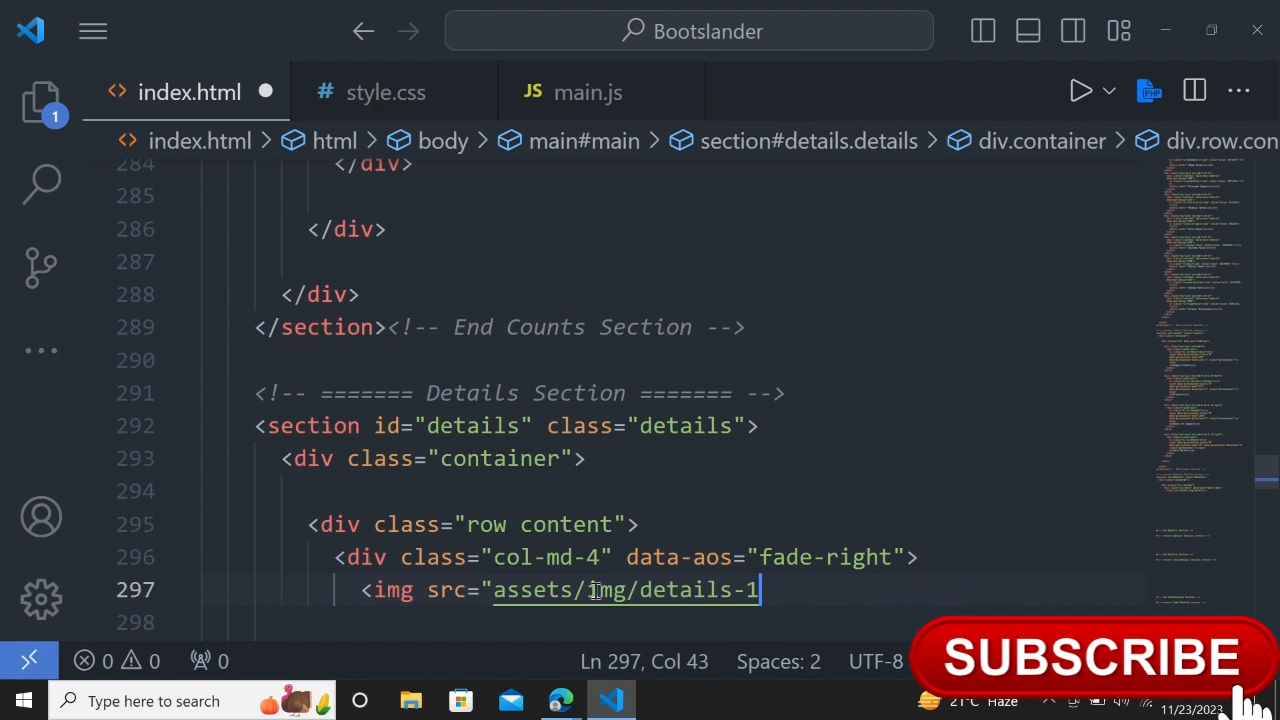 Bootslander
index.html
# style.css
JS main.js
1
PHP
index.html > html > body > main#main > section#details.details > div.container > div.row.con
284 </div>
285
286 </div>
287
288 </div>
289 </section><!-- End Counts Section --
290
291 <!-- ====== Details Section ======
292 <section id="details" class="details">
293 <div class="container">
294
295 <div class="row content">
296 <div class="col-md-4" data-aos="fade-right">
297 <img src="assets/img/details-1
298
0 0 0
Ln 297, Col 43
Spaces: 2
UTF-8
SUBSCRIBE
Type here to search
21°C Haze
11/23/2023